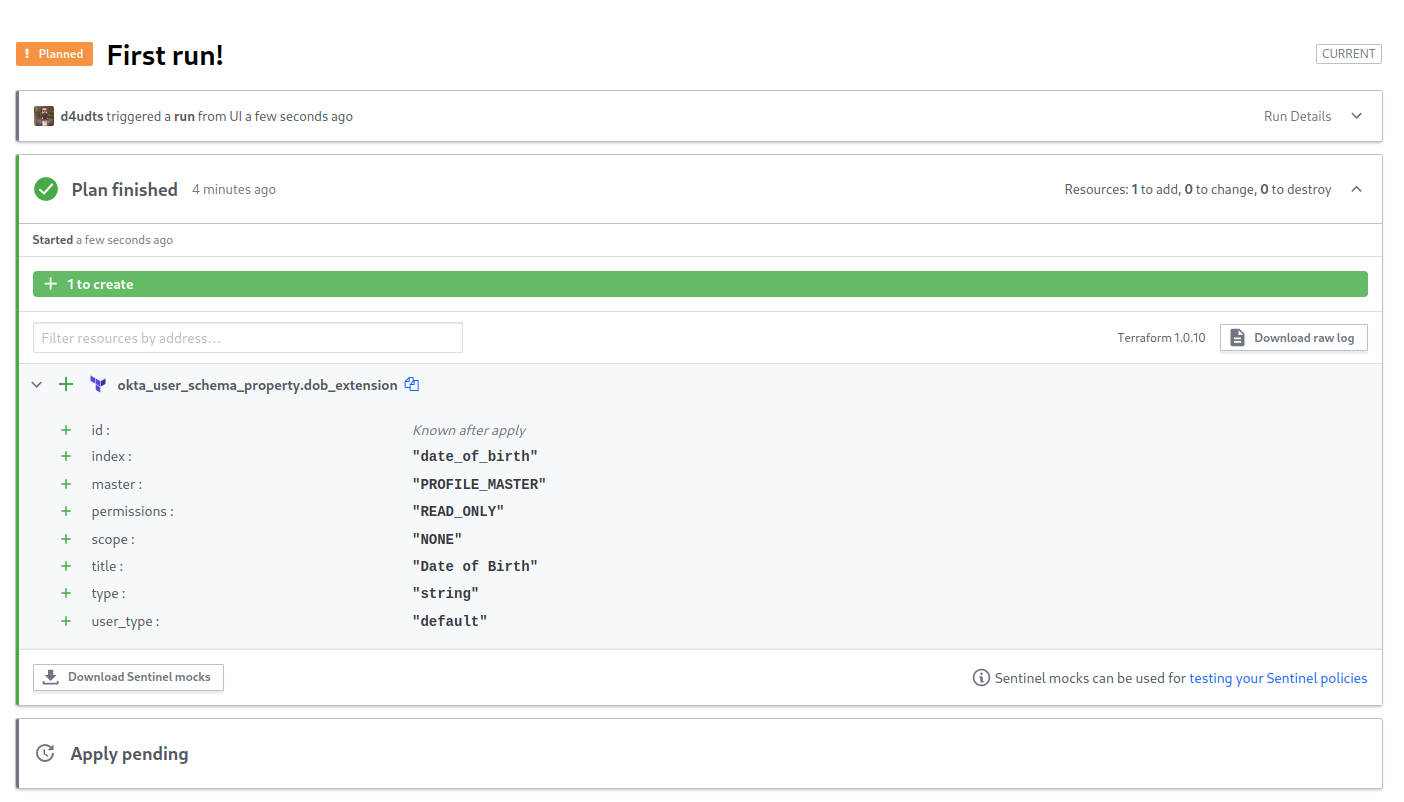 ! Planned First run! CURRENT
d4udts triggered a run from UI a few seconds ago Run Details
Plan finished 4 minutes ago Resources: 1 to add, 0 to change, 0 to destroy
Started a few seconds ago
+ 1 to create
Filter resources by address... Terraform 1.0.10 Download raw log
+ okta_user_schema_property.dob_extension
+ id : Known after apply
+ index : "date_of_birth"
+ master : "PROFILE_MASTER"
+ permissions : "READ_ONLY"
+ scope : "NONE"
+ title : "Date of Birth"
+ type : "string"
+ user_type : "default"
Download Sentinel mocks Sentinel mocks can be used for testing your Sentinel policies
Apply pending